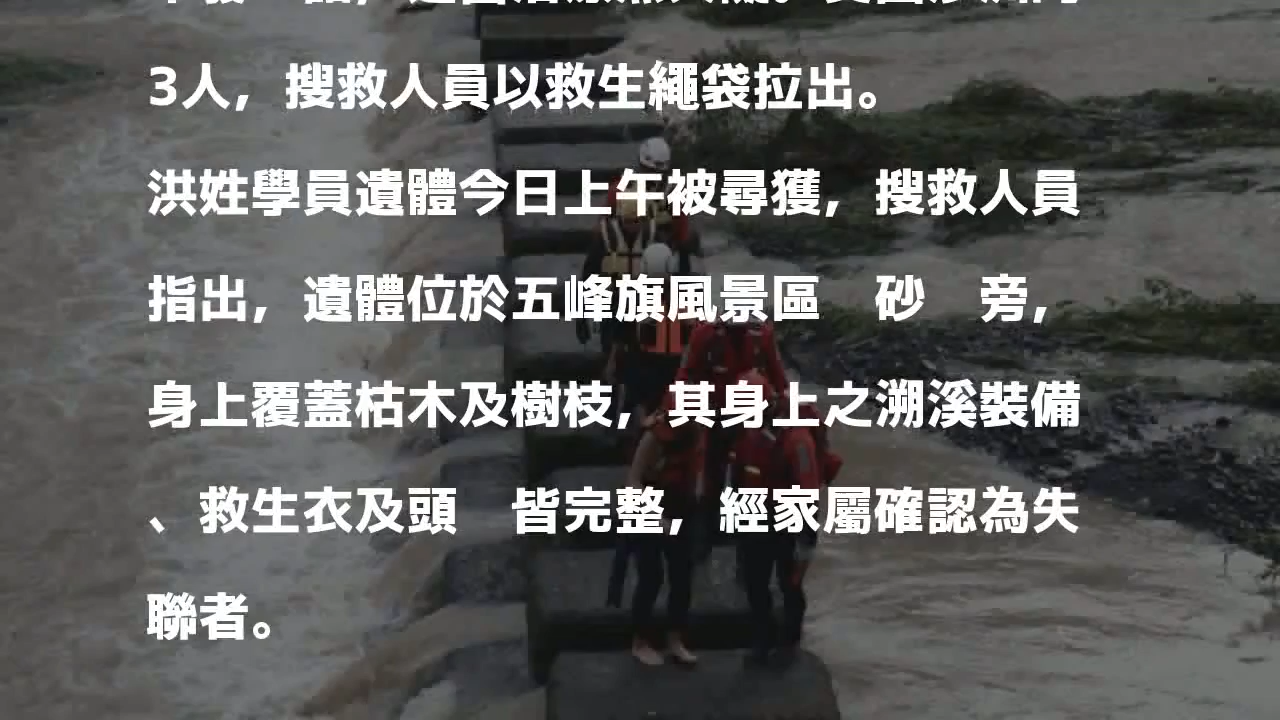 3人，搜救人員以救生繩袋拉出。
洪姓學員遺體今日上午被尋獲，搜救人員
指出，遺體位於五峰旗風景區　砂　旁，
身上覆蓋枯木及樹枝，其身上之溯溪裝備
、救生衣及頭　皆完整，經家屬確認為失
聯者。